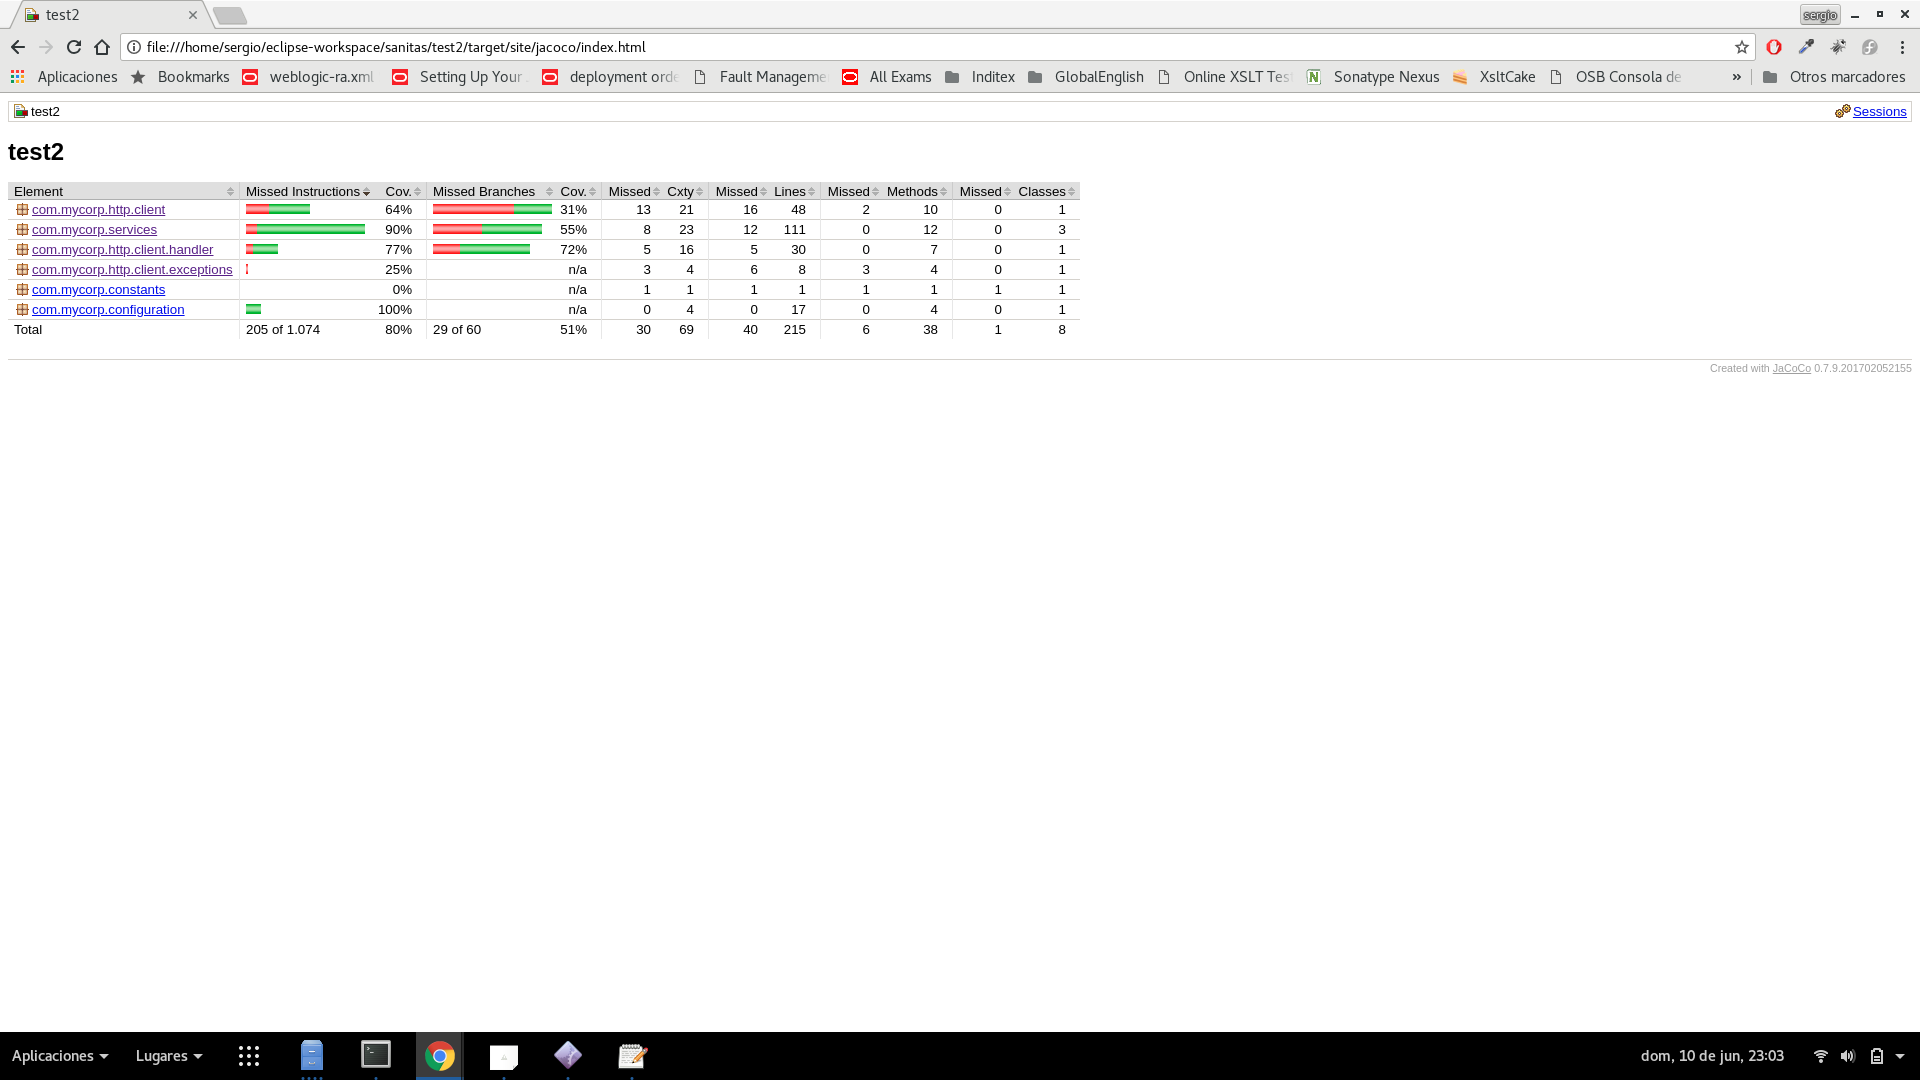 test2
sergio
file:///home/sergio/eclipse-workspace/sanitas/test2/target/site/jacoco/index.html
Aplicaciones Bookmarks weblogic-ra.xml Setting Up Your deployment orde Fault Manageme All Exams Inditex GlobalEnglish Online XSLT Tes Sonatype Nexus XsltCake OSB Consola de » Otros marcadores
test2 Sessions
test2
Element Missed Instructions Cov. Missed Branches Cov. Missed Cxty Missed Lines Missed Methods Missed Classes
com.mycorp.http.client 64% 31% 13 21 16 48 2 10 0 1
com.mycorp.services 90% 55% 8 23 12 111 0 12 0 3
com.mycorp.http.client.handler 77% 72% 5 16 5 30 0 7 0 1
com.mycorp.http.client.exceptions 25% n/a 3 4 6 8 3 4 0 1
com.mycorp.constants 0% n/a 1 1 1 1 1 1 1 1
com.mycorp.configuration 100% n/a 0 4 0 17 0 4 0 1
Total 205 of 1.074 80% 29 of 60 51% 30 69 40 215 6 38 1 8
Created with JaCoCo 0.7.9.201702052155
Aplicaciones Lugares dom, 10 de jun, 23:03